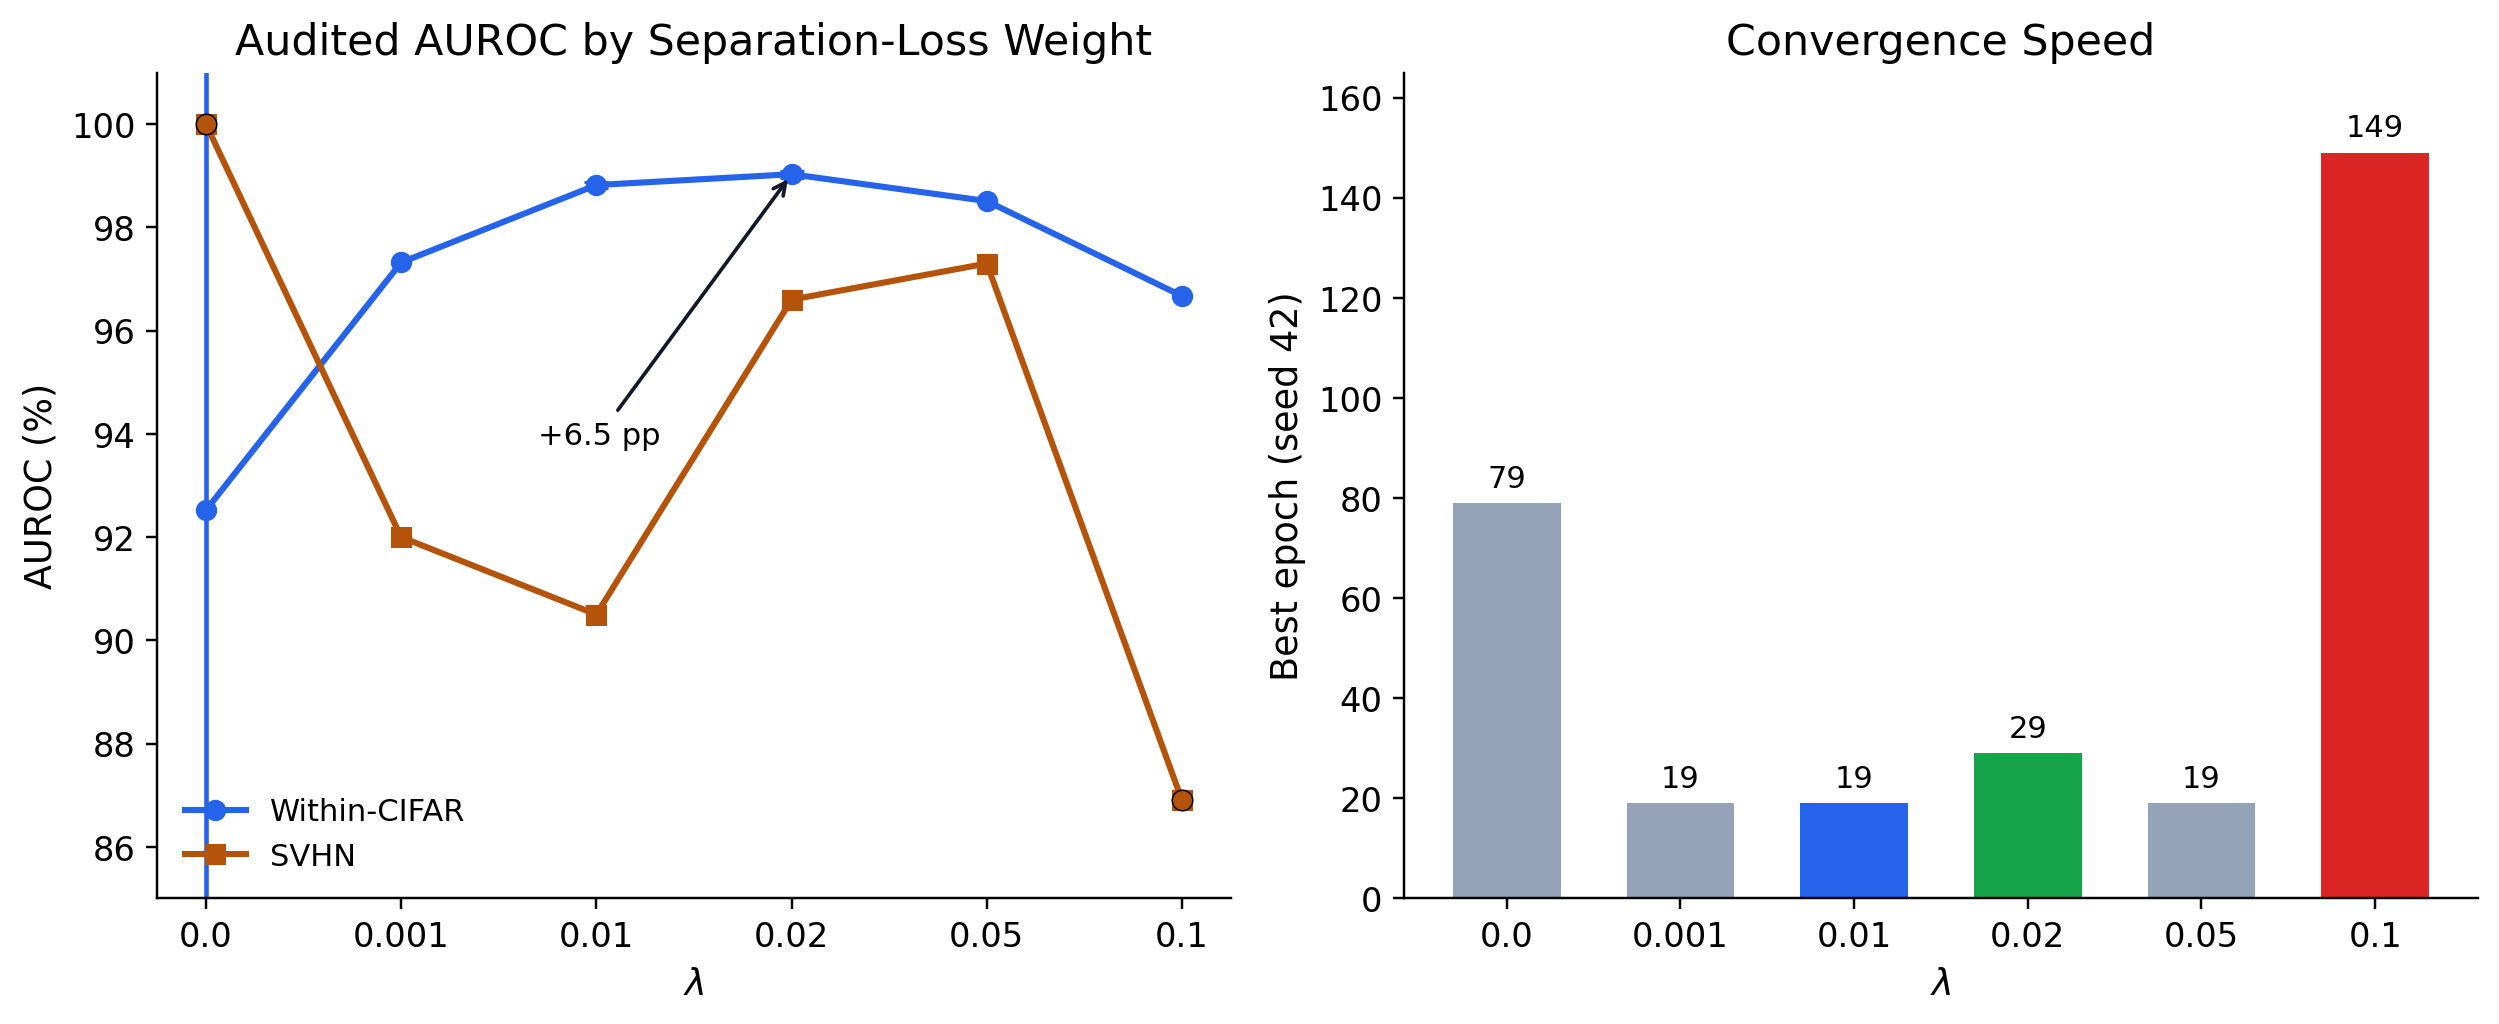 Audited AUROC by Separation-Loss Weight
AUROC (%)
100
98
96
94
92
90
88
86
+6.5 pp
Within-CIFAR
SVHN
0.0 0.001 0.01 0.02 0.05 0.1
λ
Convergence Speed
Best epoch (seed 42)
160
140
120
100
80
60
40
20
0
79
19
19
29
19
149
0.0 0.001 0.01 0.02 0.05 0.1
λ